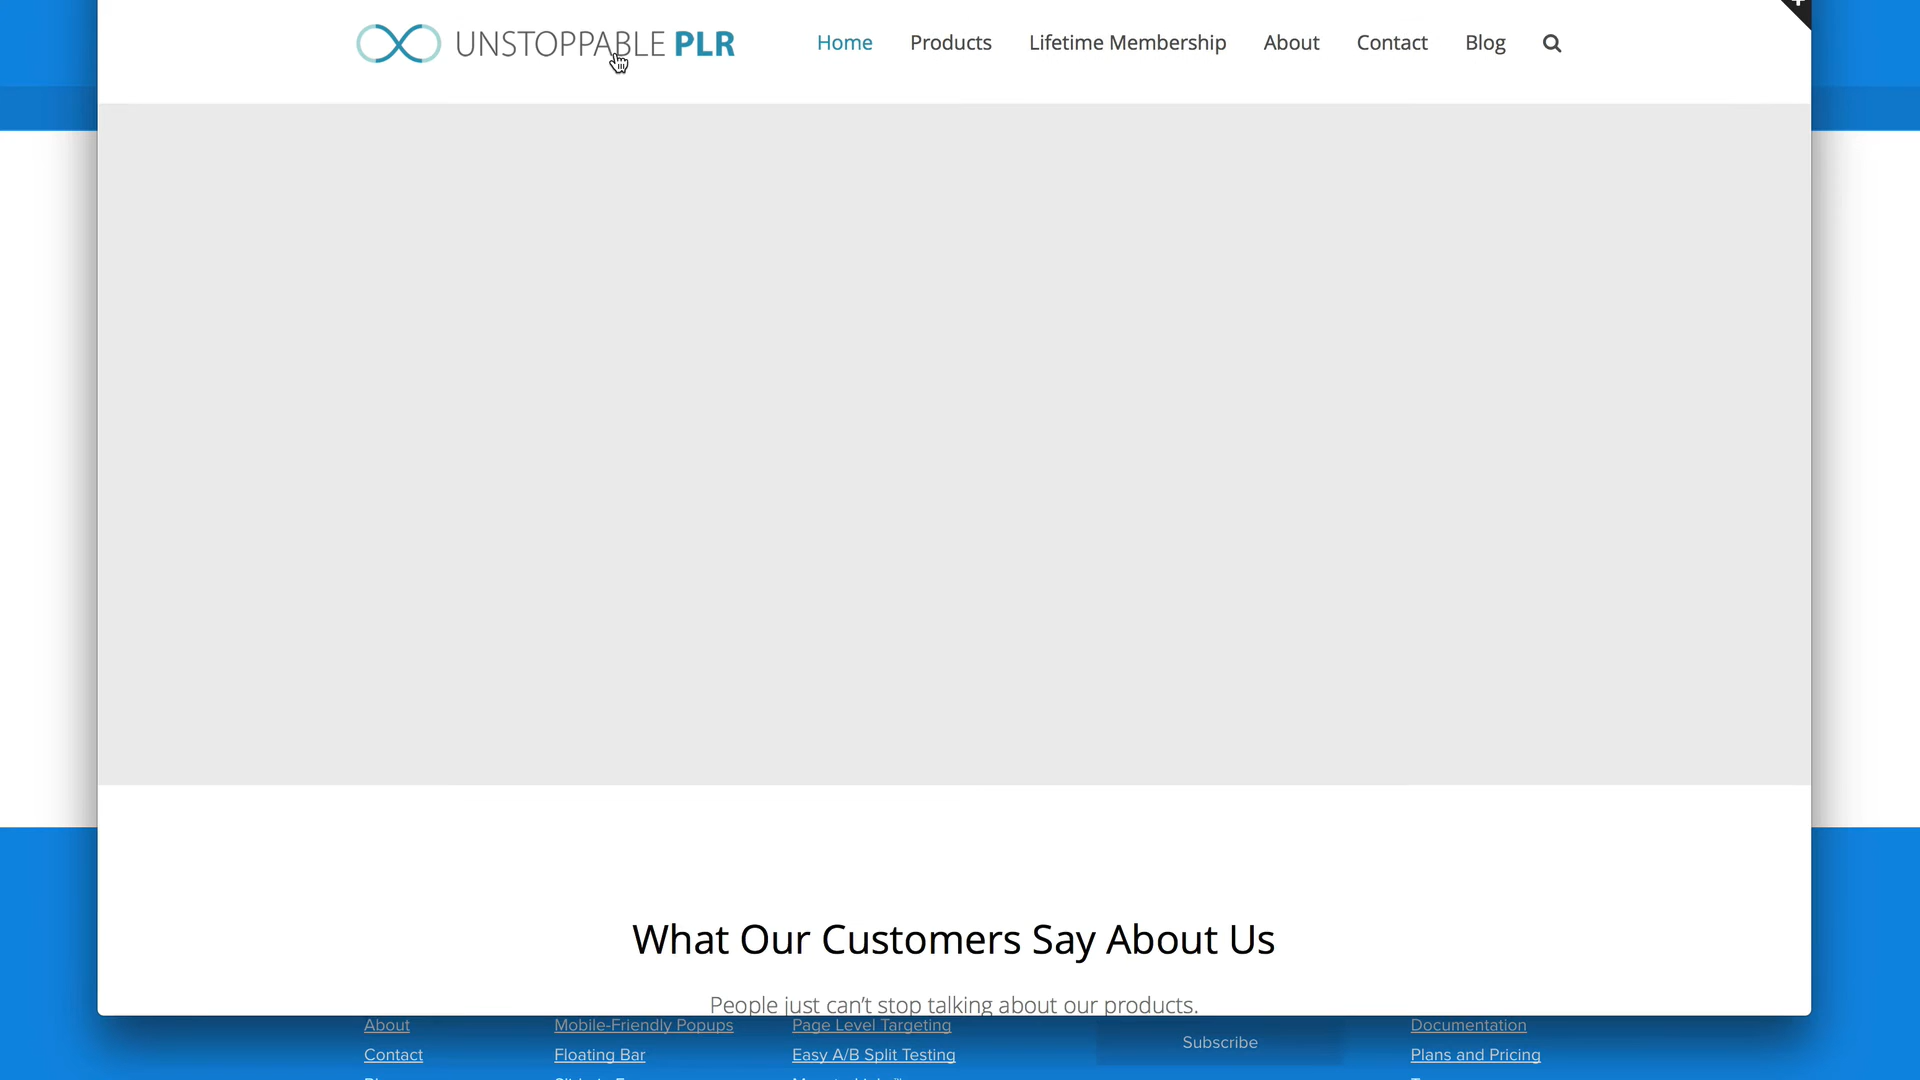 UNSTOPPABLE PLR
Home Products Lifetime Membership About Contact Blog
What Our Customers Say About Us
People just can't stop talking about our products.
About Mobile-Friendly Popups Page Level Targeting Documentation
Subscribe
Contact Floating Bar Easy A/B Split Testing Plans and Pricing